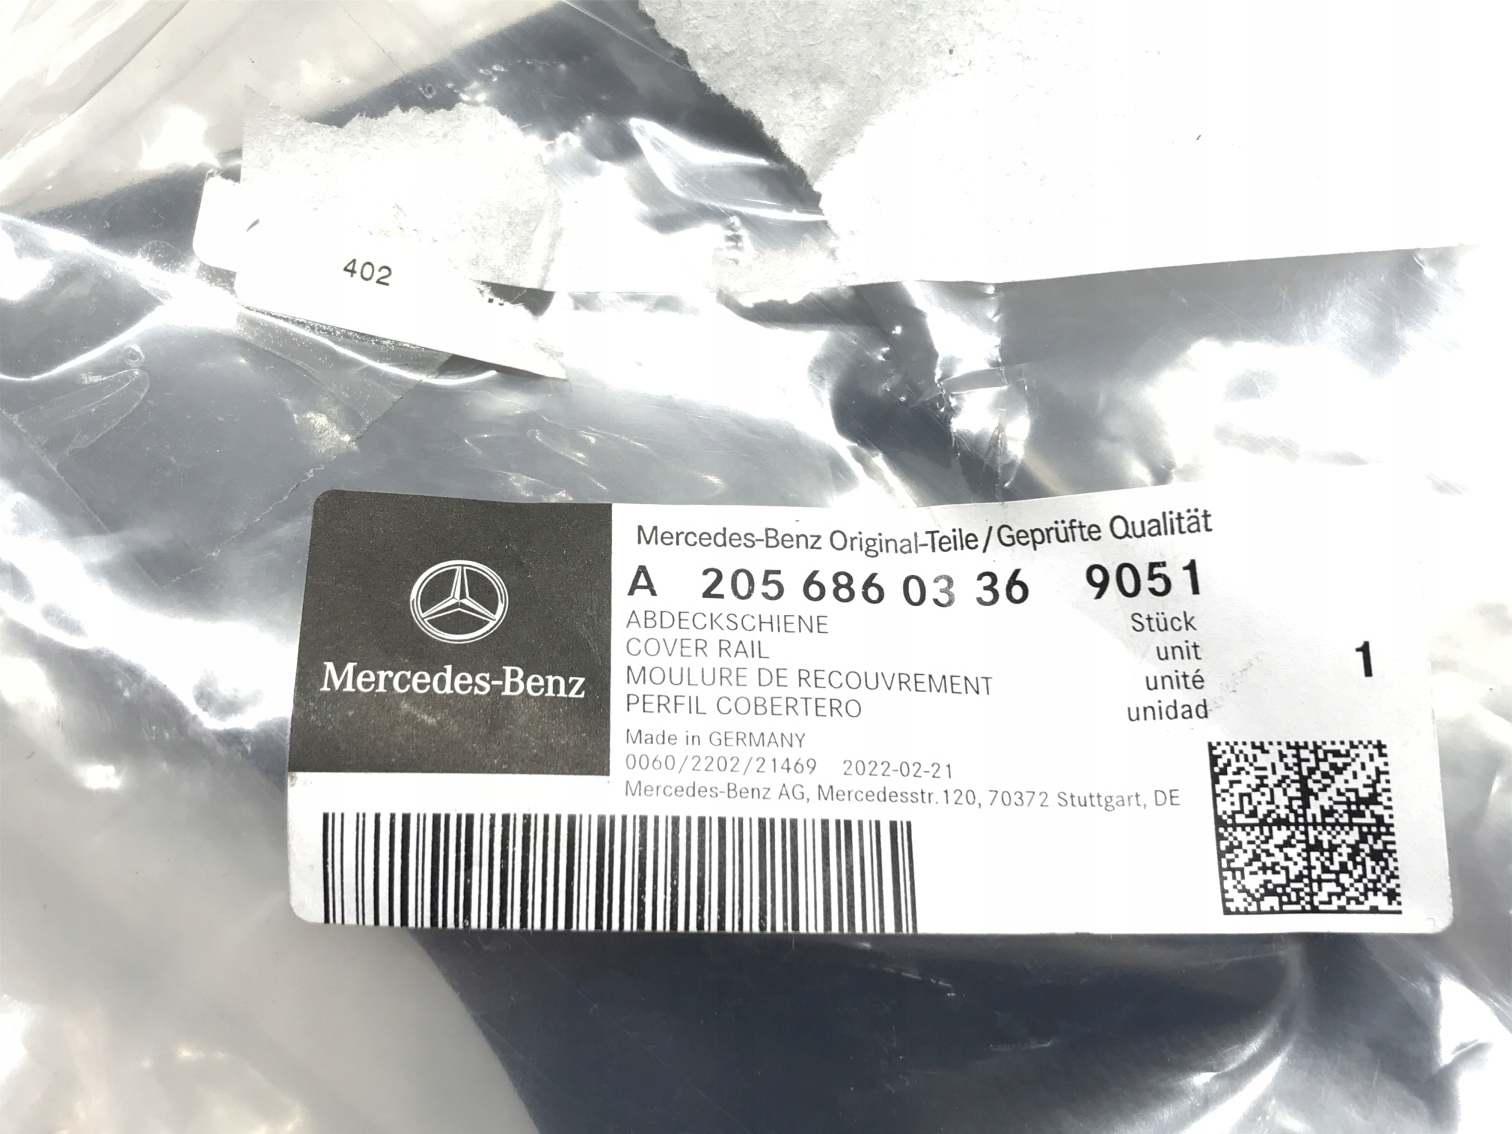 402
Mercedes-Benz
Mercedes-Benz Original-Teile/Geprüfte Qualität
A 205 686 03 36 9051
ABDECKSCHIENE Stück
COVER RAIL unit
MOULURE DE RECOUVREMENT unité
PERFIL COBERTERO unidad
1
Made in GERMANY
0060/2202/21469 2022-02-21
Mercedes-Benz AG, Mercedesstr.120, 70372 Stuttgart, DE